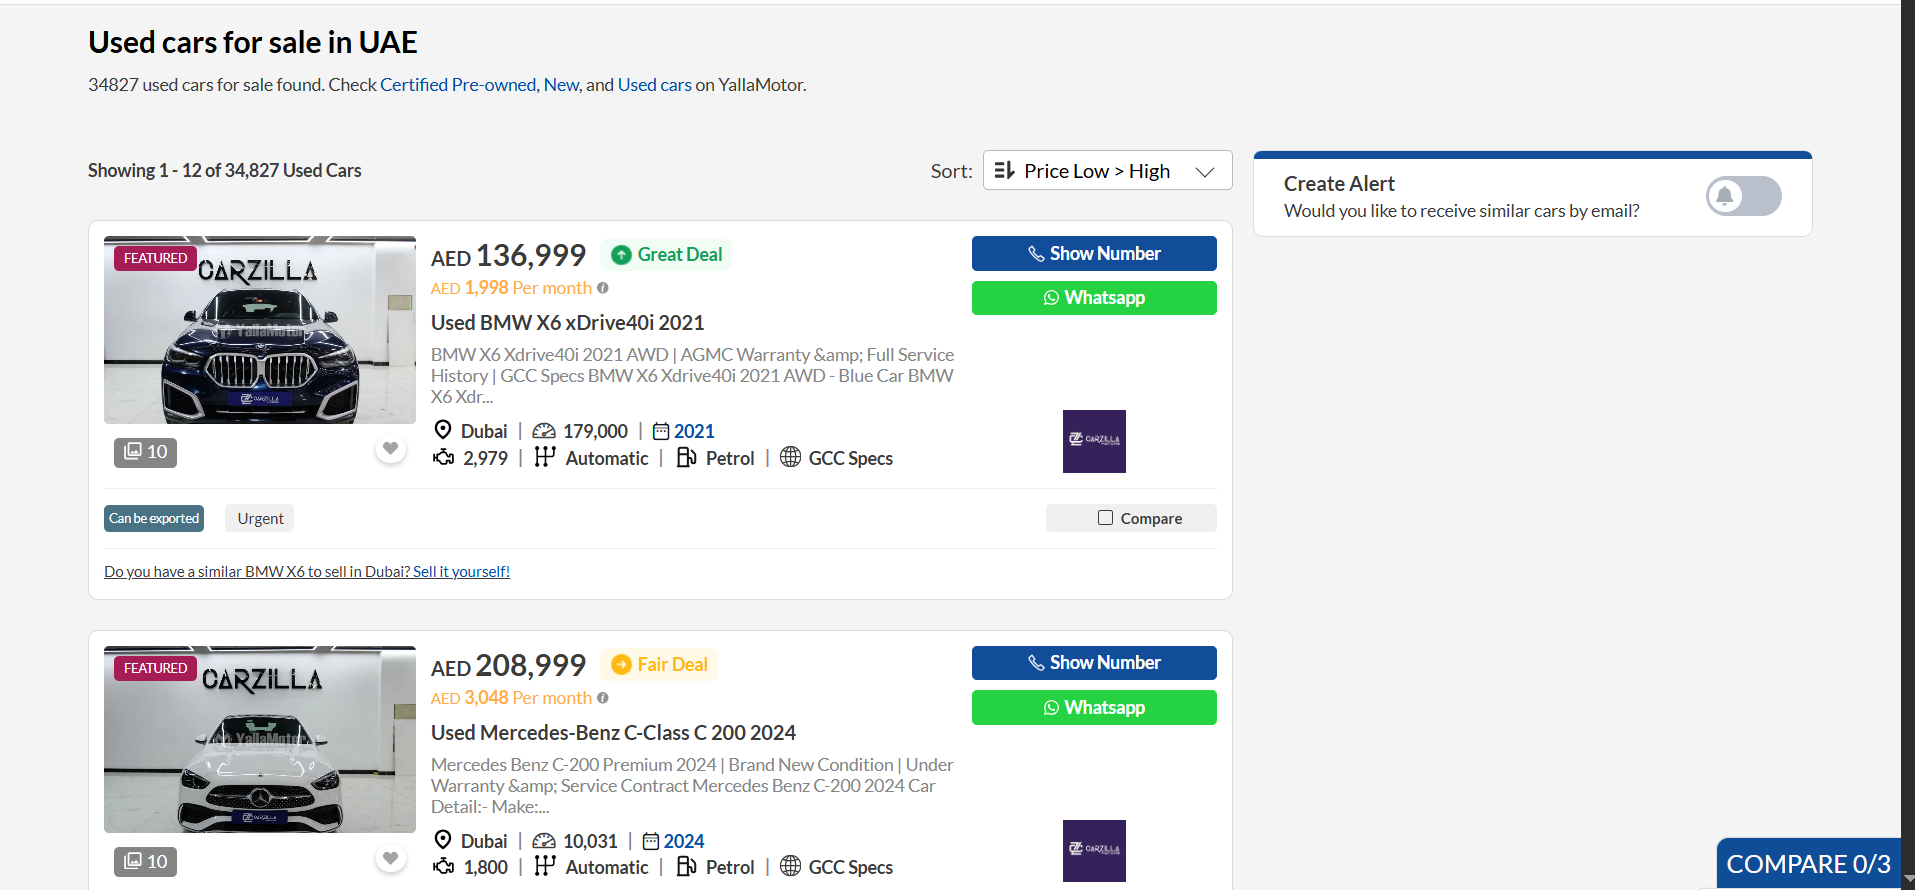 Used cars for sale in UAE
34827 used cars for sale found. Check Certified Pre-owned, New, and Used cars on YallaMotor.
Showing 1 - 12 of 34,827 Used Cars
Sort: Price Low > High
Create Alert
Would you like to receive similar cars by email?
FEATURED
CARZILLA
YallaMotor
CARZILLA
10
AED 136,999 Great Deal
AED 1,998 Per month
Used BMW X6 xDrive40i 2021
BMW X6 Xdrive40i 2021 AWD | AGMC Warranty &amp; Full Service
History | GCC Specs BMW X6 Xdrive40i 2021 AWD - Blue Car BMW
X6 Xdr...
Dubai | 179,000 | 2021
2,979 | Automatic | Petrol | GCC Specs
Show Number
Whatsapp
CARZILLA
Can be exported
Urgent
Compare
Do you have a similar BMW X6 to sell in Dubai? Sell it yourself!
FEATURED
CARZILLA
YallaMotor
CARZILLA
10
AED 208,999 Fair Deal
AED 3,048 Per month
Used Mercedes-Benz C-Class C 200 2024
Mercedes Benz C-200 Premium 2024 | Brand New Condition | Under
Warranty &amp; Service Contract Mercedes Benz C-200 2024 Car
Detail:- Make:...
Dubai | 10,031 | 2024
1,800 | Automatic | Petrol | GCC Specs
Show Number
Whatsapp
CARZILLA
COMPARE 0/3